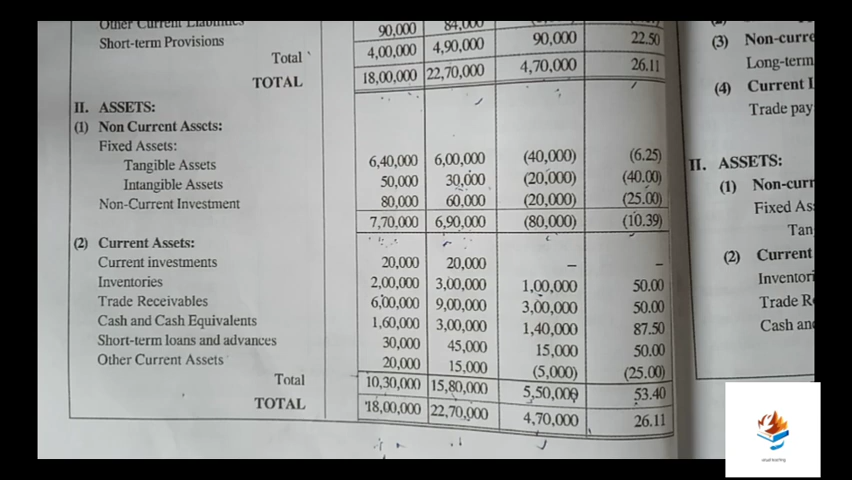 Other Current Liabilities 84,000
Short-term Provisions 90,000
Total 4,00,000 4,90,000 90,000 22.50
TOTAL 18,00,000 22,70,000 4,70,000 26.11
II. ASSETS:
(1) Non Current Assets:
Fixed Assets:
Tangible Assets 6,40,000 6,00,000 (40,000) (6.25)
Intangible Assets 50,000 30,000 (20,000) (40.00)
Non-Current Investment 80,000 60,000 (20,000) (25.00)
7,70,000 6,90,000 (80,000) (10.39)
(2) Current Assets:
Current investments 20,000 20,000 – –
Inventories 2,00,000 3,00,000 1,00,000 50.00
Trade Receivables 6,00,000 9,00,000 3,00,000 50.00
Cash and Cash Equivalents 1,60,000 3,00,000 1,40,000 87.50
Short-term loans and advances 30,000 45,000 15,000 50.00
Other Current Assets 20,000 15,000 (5,000) (25.00)
Total 10,30,000 15,80,000 5,50,000 53.40
TOTAL 18,00,000 22,70,000 4,70,000 26.11
(3) Non-curre
Long-term
(4) Current L
Trade pay
II. ASSETS:
(1) Non-curr
Fixed As
Tan
(2) Current
Inventori
Trade R
Cash an